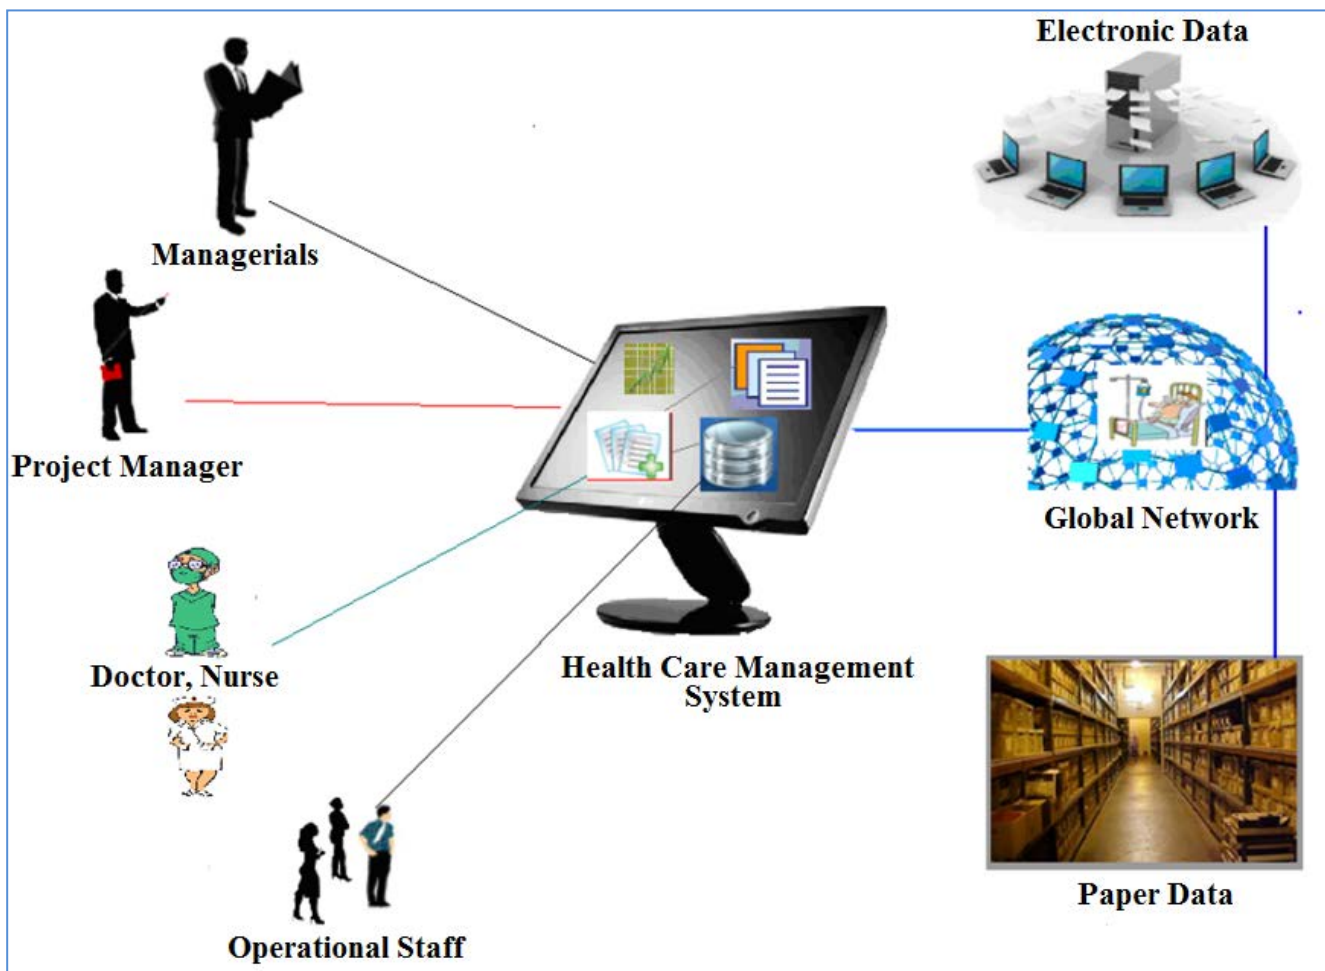 Electronic Data
Managerials
Project Manager
Global Network
Doctor, Nurse
Health Care Management
System
Paper Data
Operational Staff